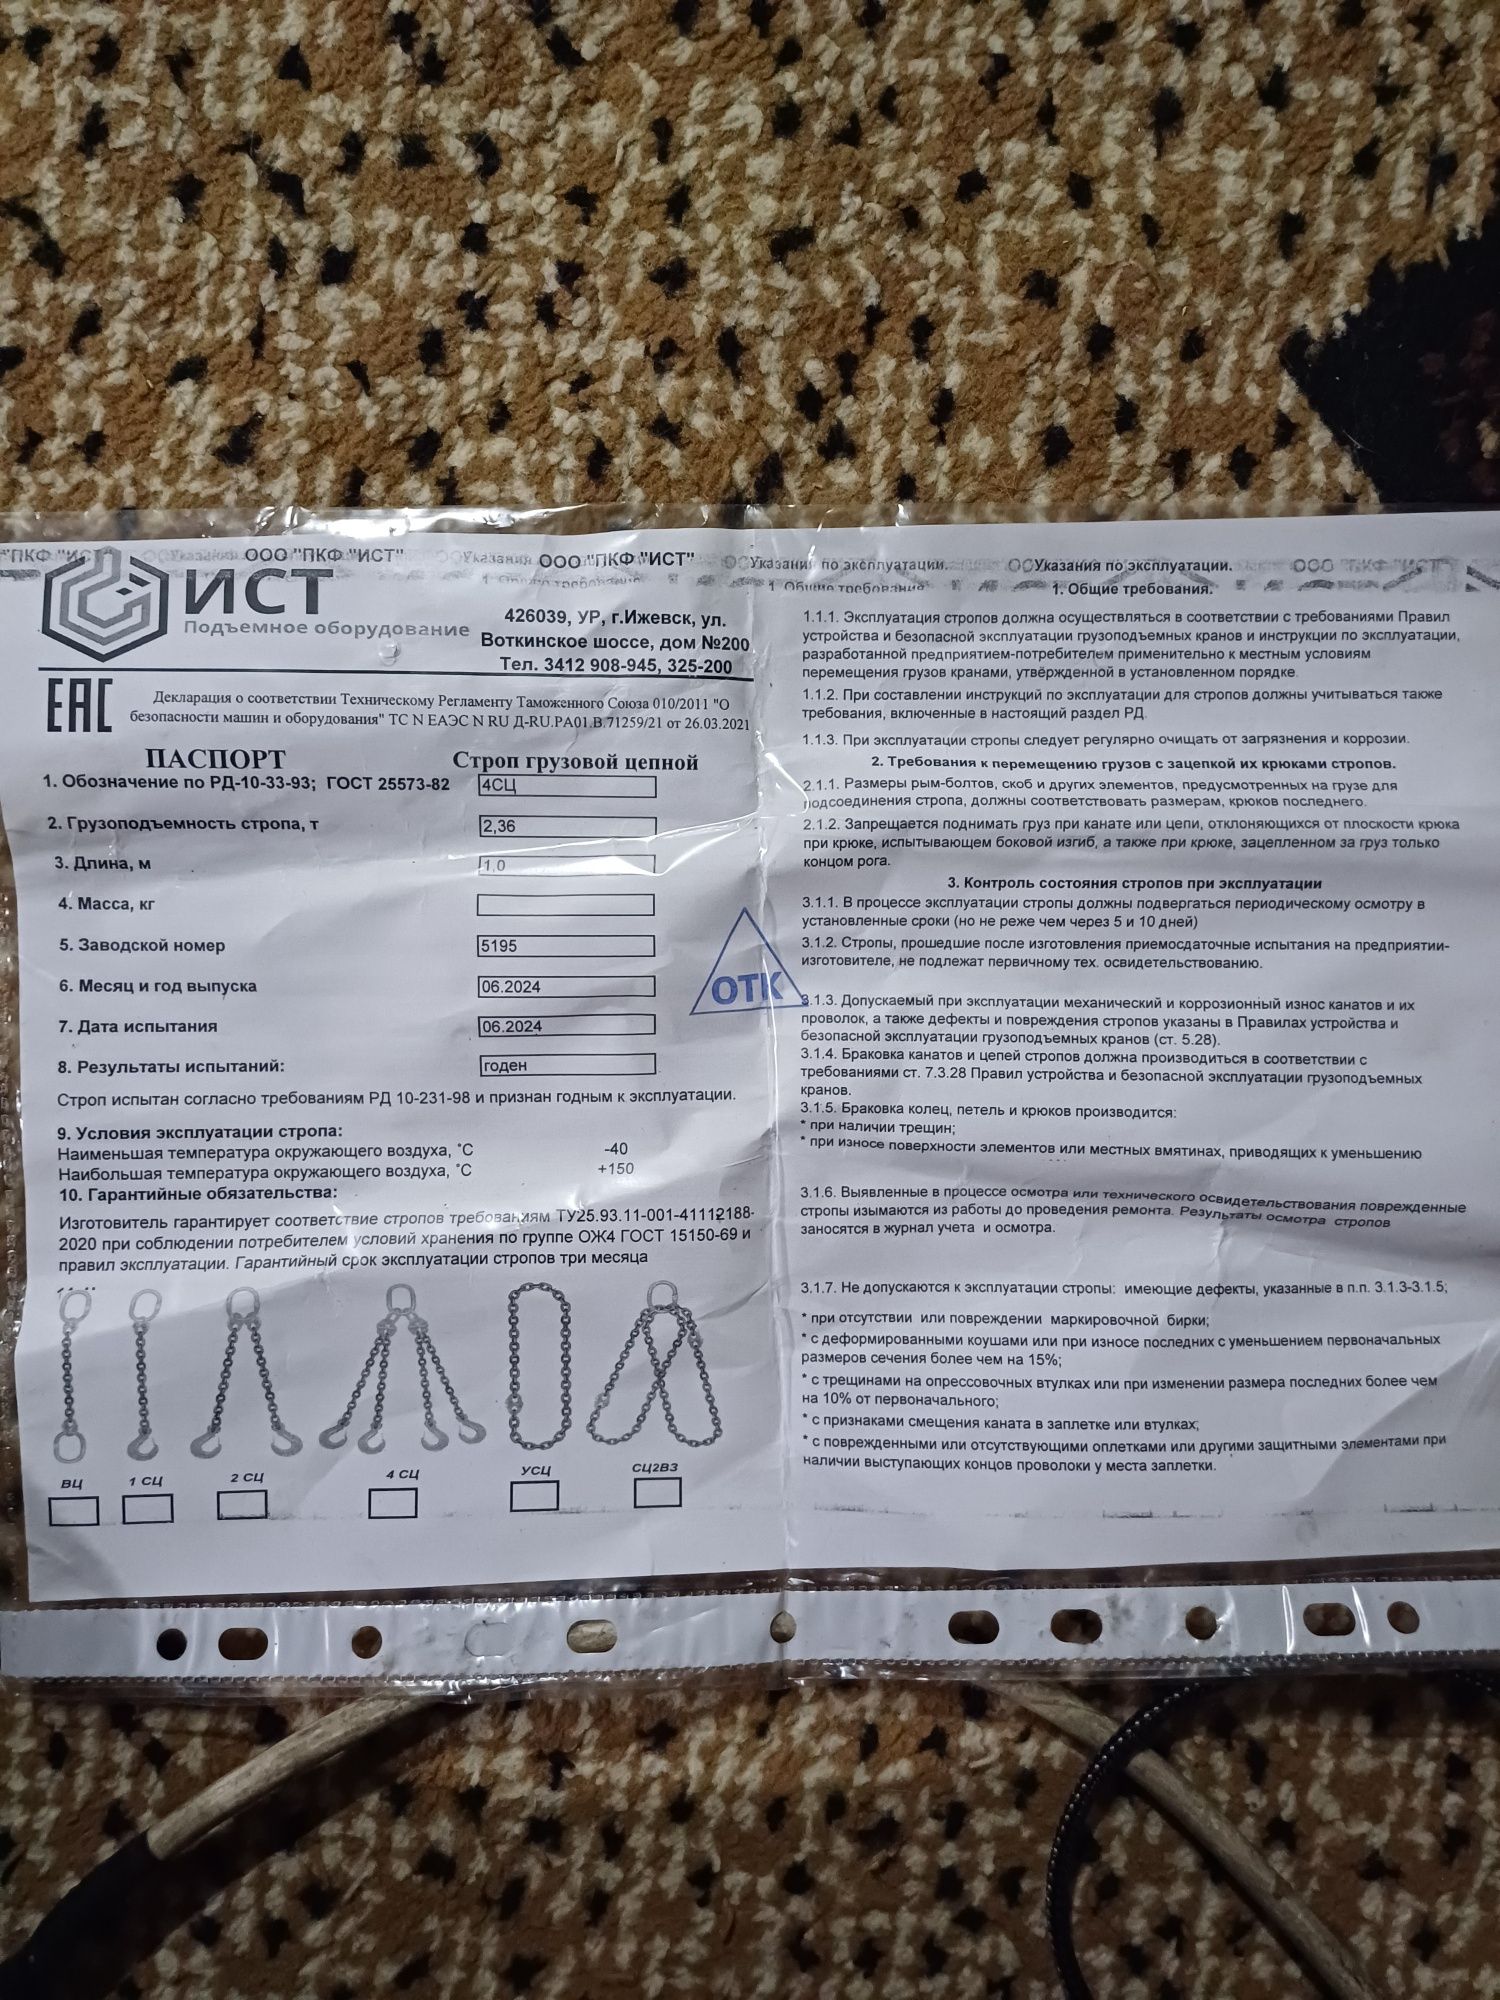 ООО "ПКФ "ИСТ"
ООО "ПКФ "ИСТ"
ИСТ
Подъемное оборудование
426039, УР, г.Ижевск, ул.
Воткинское шоссе, дом №200
Тел. 3412 908-945, 325-200
ЕАС
Декларация о соответствии Техническому Регламенту Таможенного Союза 010/2011 "О
безопасности машин и оборудования" ТС N ЕАЭС N RU Д-RU.РА01.В.71259/21 от 26.03.2021
ПАСПОРТ Строп грузовой цепной
1. Обозначение по РД-10-33-93; ГОСТ 25573-82 4СЦ
2. Грузоподъемность стропа, т 2,36
3. Длина, м 1,0
4. Масса, кг
5. Заводской номер 5195
6. Месяц и год выпуска 06.2024
7. Дата испытания 06.2024
8. Результаты испытаний: годен
Строп испытан согласно требованиям РД 10-231-98 и признан годным к эксплуатации.
9. Условия эксплуатации стропа:
Наименьшая температура окружающего воздуха, ˚С -40
Наибольшая температура окружающего воздуха, ˚С +150
10. Гарантийные обязательства:
Изготовитель гарантирует соответствие стропов требованиям ТУ25.93.11-001-41112188-
2020 при соблюдении потребителем условий хранения по группе ОЖ4 ГОСТ 15150-69 и
правил эксплуатации. Гарантийный срок эксплуатации стропов три месяца
ВЦ 1 СЦ 2 СЦ 4 СЦ УСЦ СЦ2ВЗ
ОТК
Указания по эксплуатации.
Указания по эксплуатации.
1. Общие требования.
1.1.1. Эксплуатация стропов должна осуществляться в соответствии с требованиями Правил
устройства и безопасной эксплуатации грузоподъемных кранов и инструкции по эксплуатации,
разработанной предприятием-потребителем применительно к местным условиям
перемещения грузов кранами, утвёржденной в установленном порядке.
1.1.2. При составлении инструкций по эксплуатации для стропов должны учитываться также
требования, включенные в настоящий раздел РД.
1.1.3. При эксплуатации стропы следует регулярно очищать от загрязнения и коррозии.
2. Требования к перемещению грузов с зацепкой их крюками стропов.
2.1.1. Размеры рым-болтов, скоб и других элементов, предусмотренных на грузе для
подсоединения стропа, должны соответствовать размерам, крюков последнего.
2.1.2. Запрещается поднимать груз при канате или цепи, отклоняющихся от плоскости крюка
при крюке, испытывающем боковой изгиб, а также при крюке, зацепленном за груз только
концом рога.
3. Контроль состояния стропов при эксплуатации
3.1.1. В процессе эксплуатации стропы должны подвергаться периодическому осмотру в
установленные сроки (но не реже чем через 5 и 10 дней)
3.1.2. Стропы, прошедшие после изготовления приемосдаточные испытания на предприятии-
изготовителе, не подлежат первичному тех. освидетельствованию.
3.1.3. Допускаемый при эксплуатации механический и коррозионный износ канатов и их
проволок, а также дефекты и повреждения стропов указаны в Правилах устройства и
безопасной эксплуатации грузоподъемных кранов (ст. 5.28).
3.1.4. Браковка канатов и цепей стропов должна производиться в соответствии с
требованиями ст. 7.3.28 Правил устройства и безопасной эксплуатации грузоподъемных
кранов.
3.1.5. Браковка колец, петель и крюков производится:
* при наличии трещин;
* при износе поверхности элементов или местных вмятинах, приводящих к уменьшению
3.1.6. Выявленные в процессе осмотра или технического освидетельствования поврежденные
стропы изымаются из работы до проведения ремонта. Результаты осмотра стропов
заносятся в журнал учета и осмотра.
3.1.7. Не допускаются к эксплуатации стропы: имеющие дефекты, указанные в п.п. 3.1.3-3.1.5;
* при отсутствии или повреждении маркировочной бирки;
* с деформированными коушами или при износе последних с уменьшением первоначальных
размеров сечения более чем на 15%;
* с трещинами на опрессовочных втулках или при изменении размера последних более чем
на 10% от первоначального;
* с признаками смещения каната в заплетке или втулках;
* с поврежденными или отсутствующими оплетками или другими защитными элементами при
наличии выступающих концов проволоки у места заплетки.